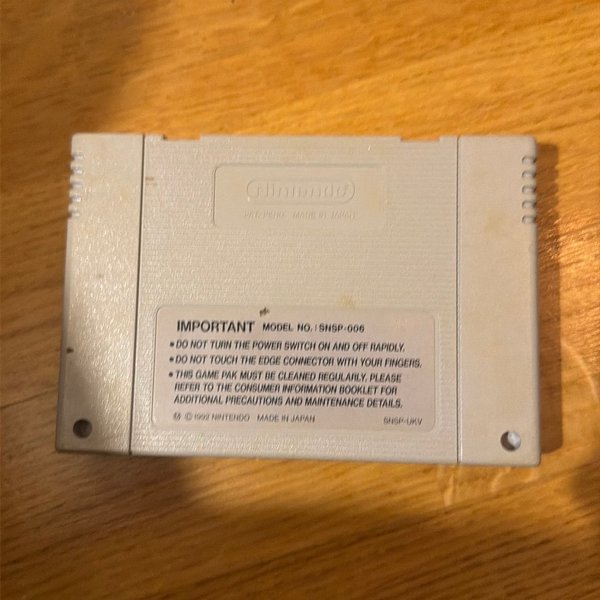 Nintendo
PAT. PEND. MADE IN JAPAN
IMPORTANT MODEL NO. : SNSP-006
• DO NOT TURN THE POWER SWITCH ON AND OFF RAPIDLY.
• DO NOT TOUCH THE EDGE CONNECTOR WITH YOUR FINGERS.
• THIS GAME PAK MUST BE CLEANED REGULARLY. PLEASE
REFER TO THE CONSUMER INFORMATION BOOKLET FOR
ADDITIONAL PRECAUTIONS AND MAINTENANCE DETAILS.
Ⓜ © 1992 NINTENDO MADE IN JAPAN SNSP-UKV